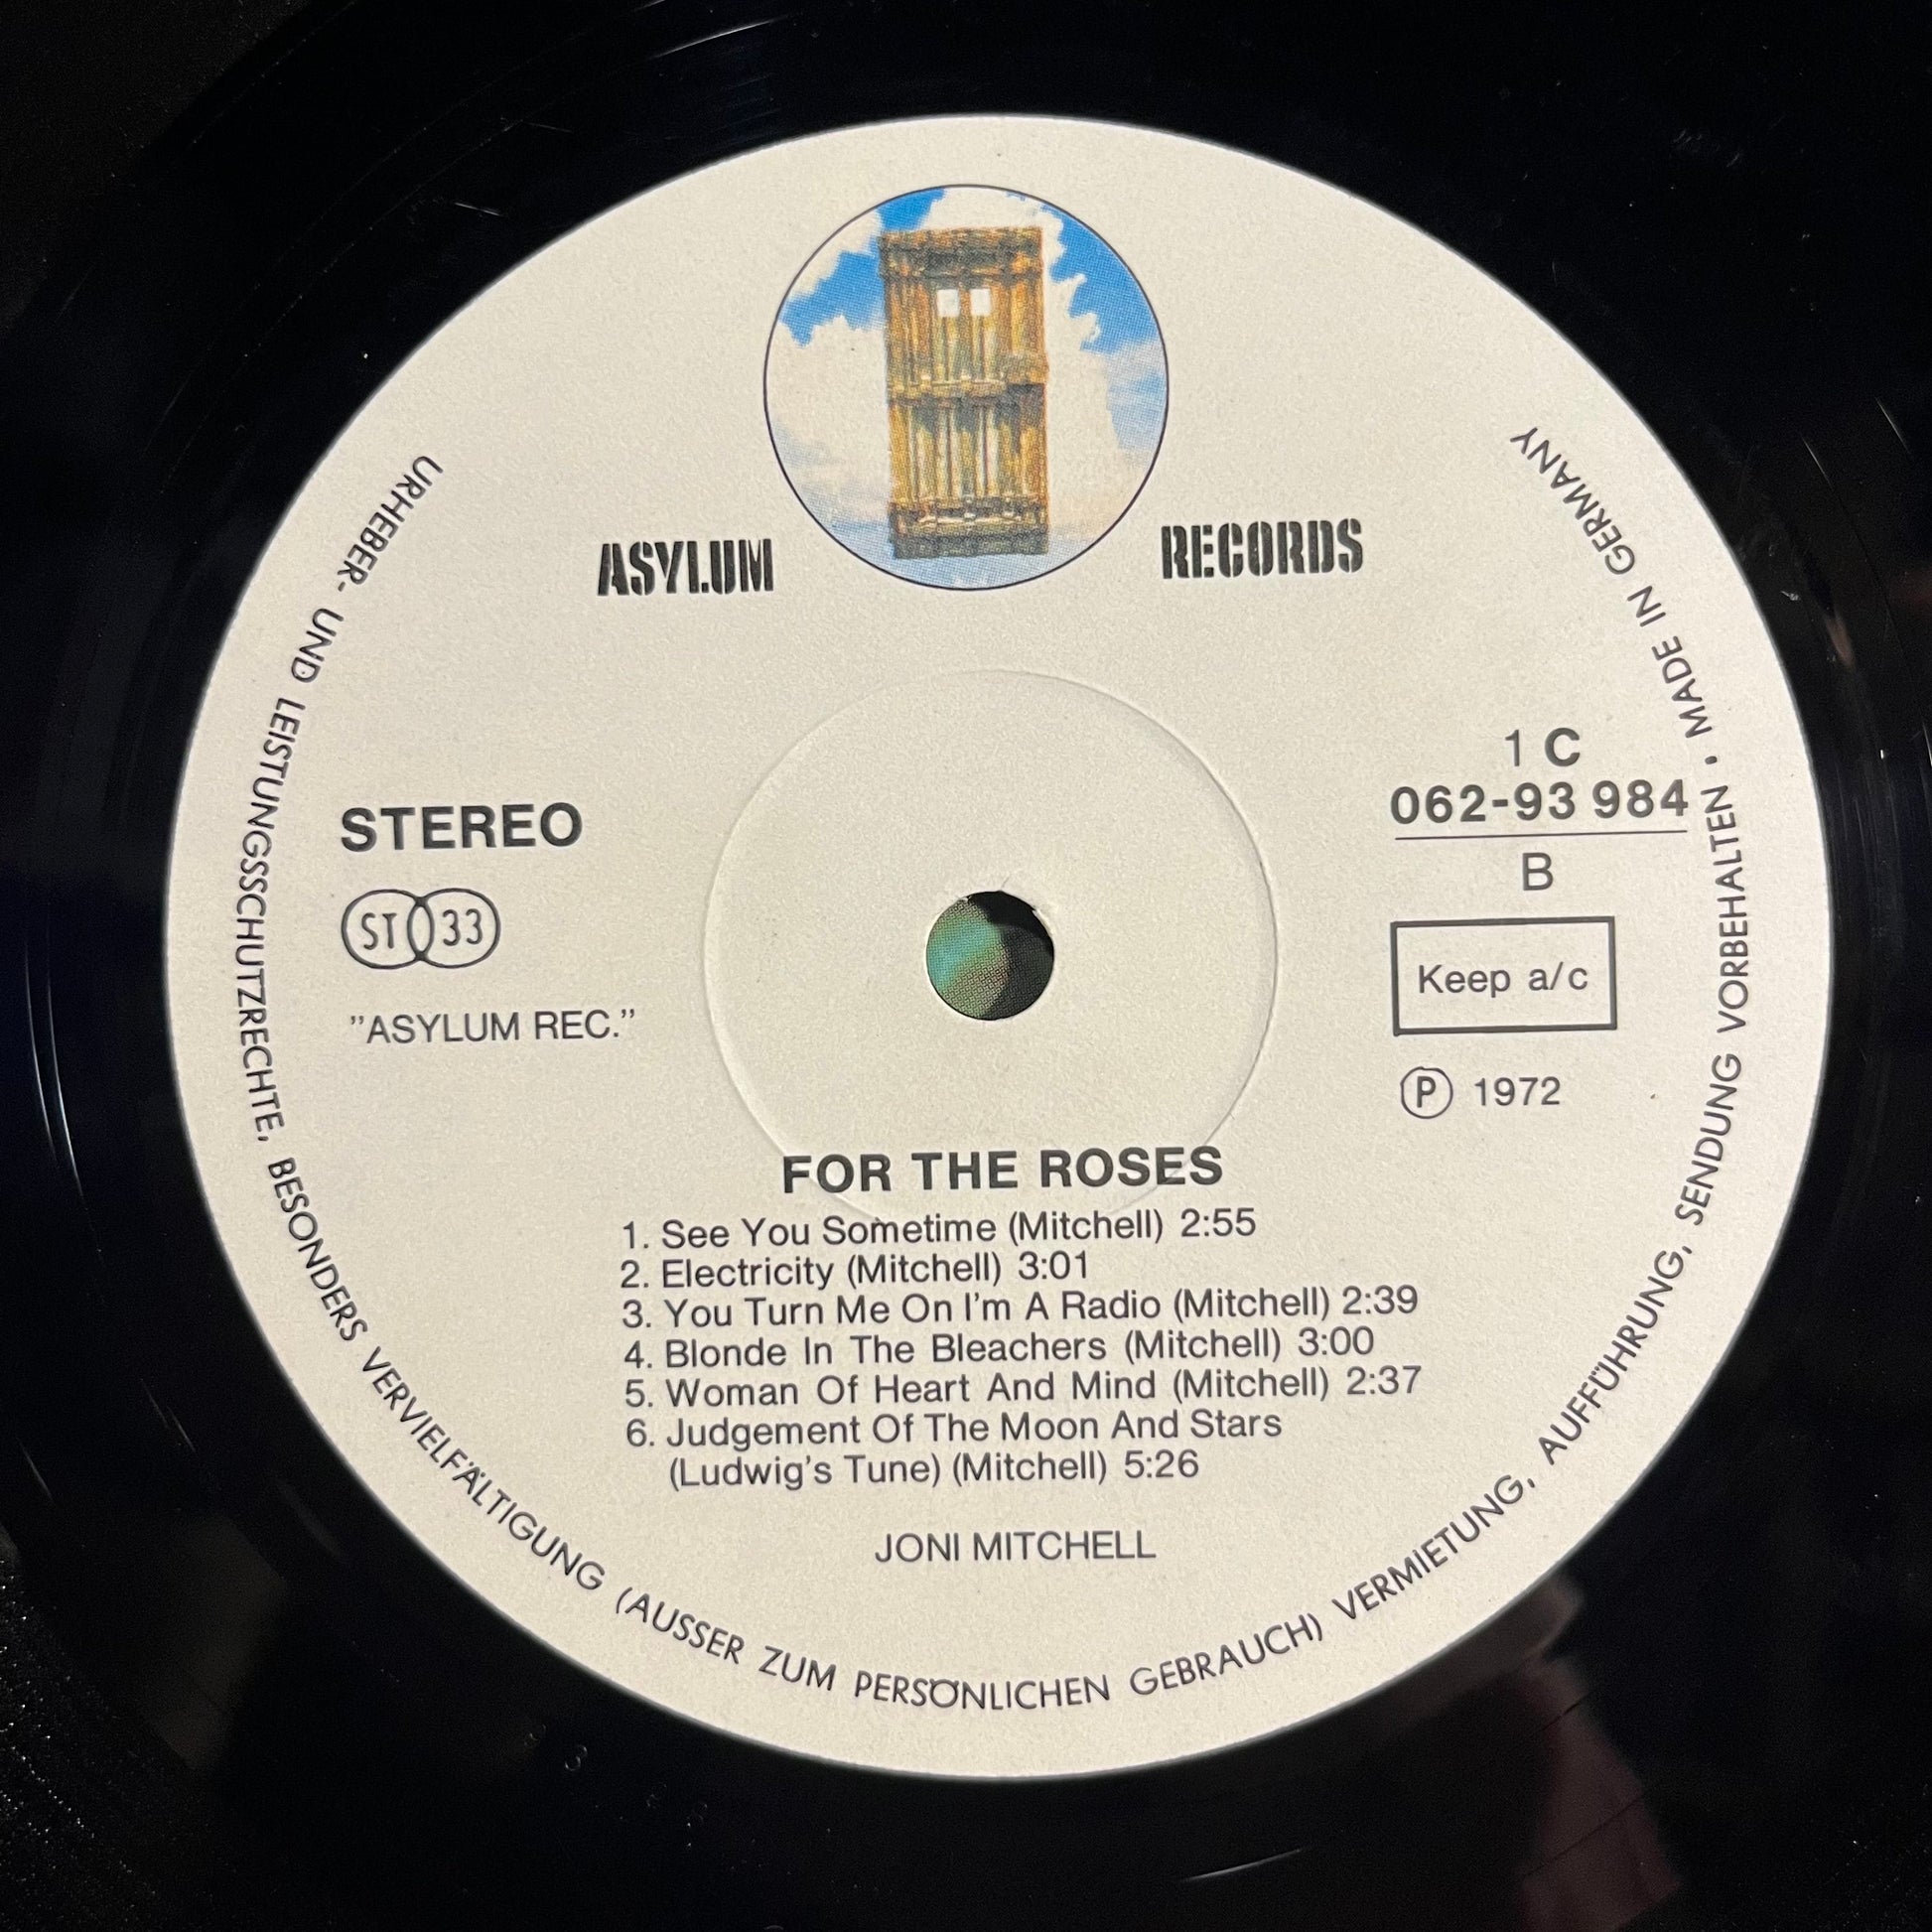 ASYLUM RECORDS
URHEBER- UND LEISTUNGSSCHUTZRECHTE, BESONDERS VERVIELFÄLTIGUNG (AUSSER ZUM PERSÖNLICHEN GEBRAUCH) VERMIETUNG, AUFFÜHRUNG, SENDUNG VORBEHALTEN • MADE IN GERMANY
STEREO
ST 33
"ASYLUM REC."
1 C
062-93 984
B
Keep a/c
Ⓟ 1972
FOR THE ROSES
1. See You Sometime (Mitchell) 2:55
2. Electricity (Mitchell) 3:01
3. You Turn Me On I'm A Radio (Mitchell) 2:39
4. Blonde In The Bleachers (Mitchell) 3:00
5. Woman Of Heart And Mind (Mitchell) 2:37
6. Judgement Of The Moon And Stars
(Ludwig's Tune) (Mitchell) 5:26
JONI MITCHELL